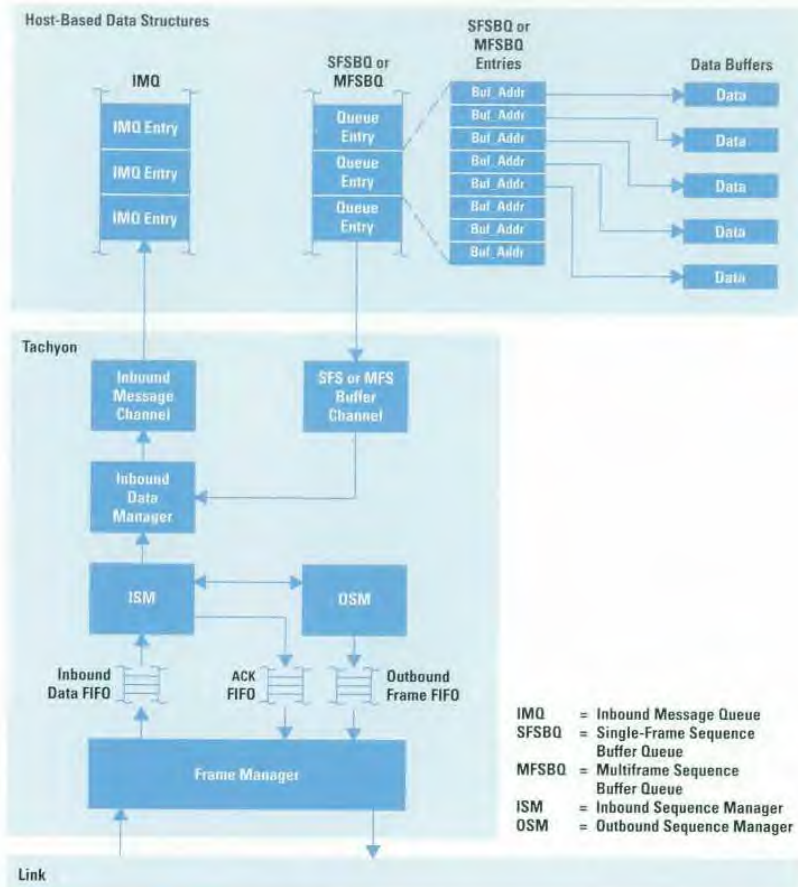 Host-Based Data Structures
IMQ
IMQ Entry
IMQ Entry
IMQ Entry
SFSBQ or
MFSBQ
Queue
Entry
Queue
Entry
Queue
Entry
SFSBQ or
MFSBQ
Entries
Buf_Addr
Buf_Addr
Buf_Addr
Buf_Addr
Buf_Addr
Buf_Addr
Buf_Addr
Buf_Addr
Data Buffers
Data
Data
Data
Data
Data
Tachyon
Inbound
Message
Channel
SFS or MFS
Buffer
Channel
Inbound
Data
Manager
ISM
OSM
Inbound
Data FIFO
ACK
FIFO
Outbound
Frame FIFO
Frame Manager
IMQ = Inbound Message Queue
SFSBQ = Single-Frame Sequence
Buffer Queue
MFSBQ = Multiframe Sequence
Buffer Queue
ISM = Inbound Sequence Manager
OSM = Outbound Sequence Manager
Link